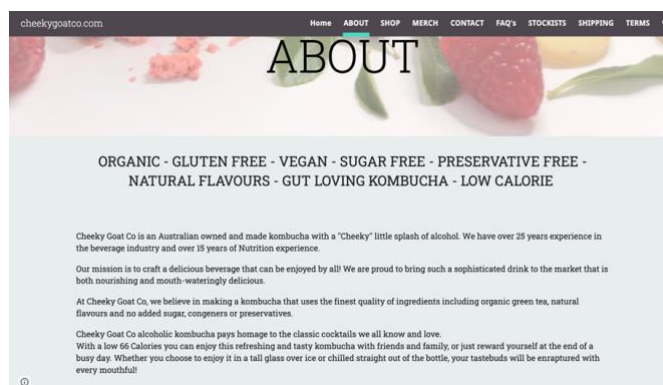 cheekygoatco.com
Home ABOUT SHOP MERCH CONTACT FAQ's STOCKISTS SHIPPING TERMS
ABOUT
ORGANIC - GLUTEN FREE - VEGAN - SUGAR FREE - PRESERVATIVE FREE -
NATURAL FLAVOURS - GUT LOVING KOMBUCHA - LOW CALORIE
Cheeky Goat Co is an Australian owned and made kombucha with a "Cheeky" little splash of alcohol. We have over 25 years experience in
the beverage industry and over 15 years of Nutrition experience.
Our mission is to craft a delicious beverage that can be enjoyed by all! We are proud to bring such a sophisticated drink to the market that is
both nourishing and mouth-wateringly delicious.
At Cheeky Goat Co, we believe in making a kombucha that uses the finest quality of ingredients including organic green tea, natural
flavours and no added sugar, congeners or preservatives.
Cheeky Goat Co alcoholic kombucha pays homage to the classic cocktails we all know and love.
With a low 66 Calories you can enjoy this refreshing and tasty kombucha with friends and family, or just reward yourself at the end of a
busy day. Whether you choose to enjoy it in a tall glass over ice or chilled straight out of the bottle, your tastebuds will be enraptured with
every mouthful!